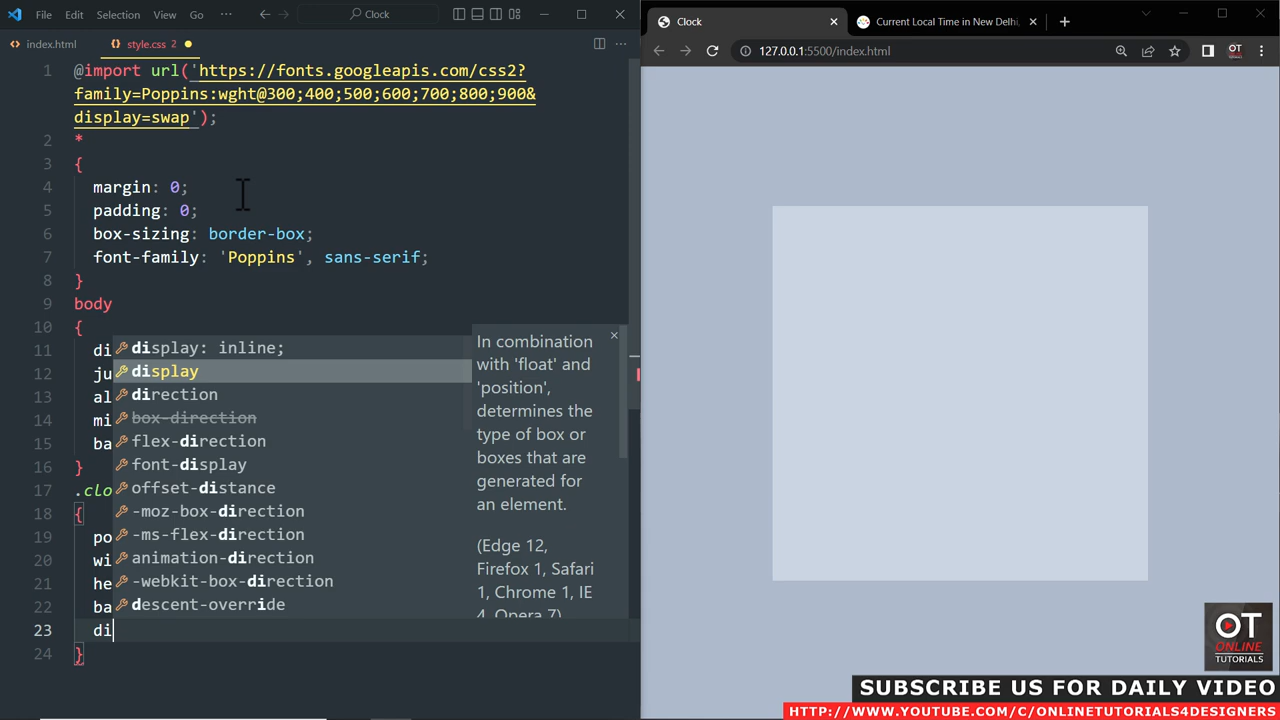 File Edit Selection View Go ··· Clock
index.html
style.css 2
1 @import url('https://fonts.googleapis.com/css2?
family=Poppins:wght@300;400;500;600;700;800;900&
display=swap');
2 *
3 {
4 margin: 0;
5 padding: 0;
6 box-sizing: border-box;
7 font-family: 'Poppins', sans-serif;
8 }
9 body
10 {
11 di
12 ju
13 al
14 mi
15 ba
16 }
17 .clo
18 {
19 po
20 wi
21 he
22 ba
23 di
24 }
display: inline;
display
direction
box-direction
flex-direction
font-display
offset-distance
-moz-box-direction
-ms-flex-direction
animation-direction
-webkit-box-direction
descent-override
In combination
with 'float' and
'position',
determines the
type of box or
boxes that are
generated for
an element.
(Edge 12,
Firefox 1, Safari
1, Chrome 1, IE
4, Opera 7)
Clock
Current Local Time in New Delhi,
127.0.0.1:5500/index.html
OT
OT
ONLINE
TUTORIALS
SUBSCRIBE US FOR DAILY VIDEO
HTTP://WWW.YOUTUBE.COM/C/ONLINETUTORIALS4DESIGNERS